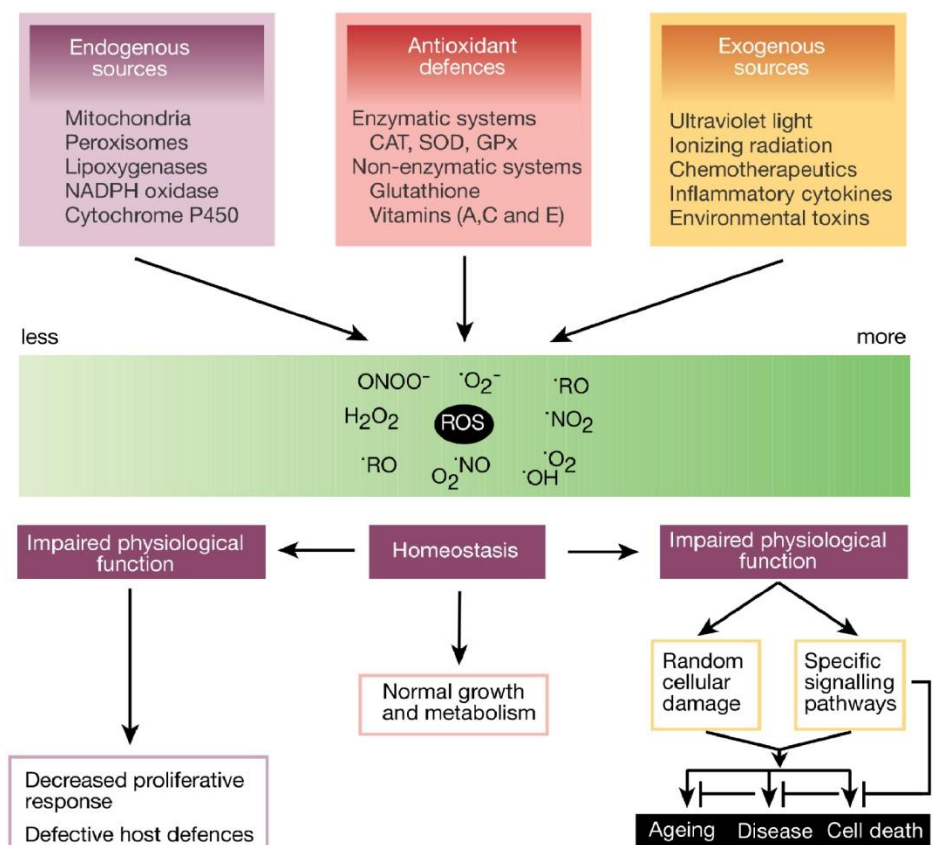 Endogenous
sources
Mitochondria
Peroxisomes
Lipoxygenases
NADPH oxidase
Cytochrome P450
Antioxidant
defences
Enzymatic systems
CAT, SOD, GPx
Non-enzymatic systems
Glutathione
Vitamins (A,C and E)
Exogenous
sources
Ultraviolet light
Ionizing radiation
Chemotherapeutics
Inflammatory cytokines
Environmental toxins
less
more
ONOO⁻
·O₂⁻
·RO
H₂O₂
ROS
·NO₂
·RO
O₂
·NO
·OH
·O₂
Impaired physiological
function
Homeostasis
Impaired physiological
function
Normal growth
and metabolism
Random
cellular
damage
Specific
signalling
pathways
Decreased proliferative
response
Defective host defences
Ageing
Disease
Cell death